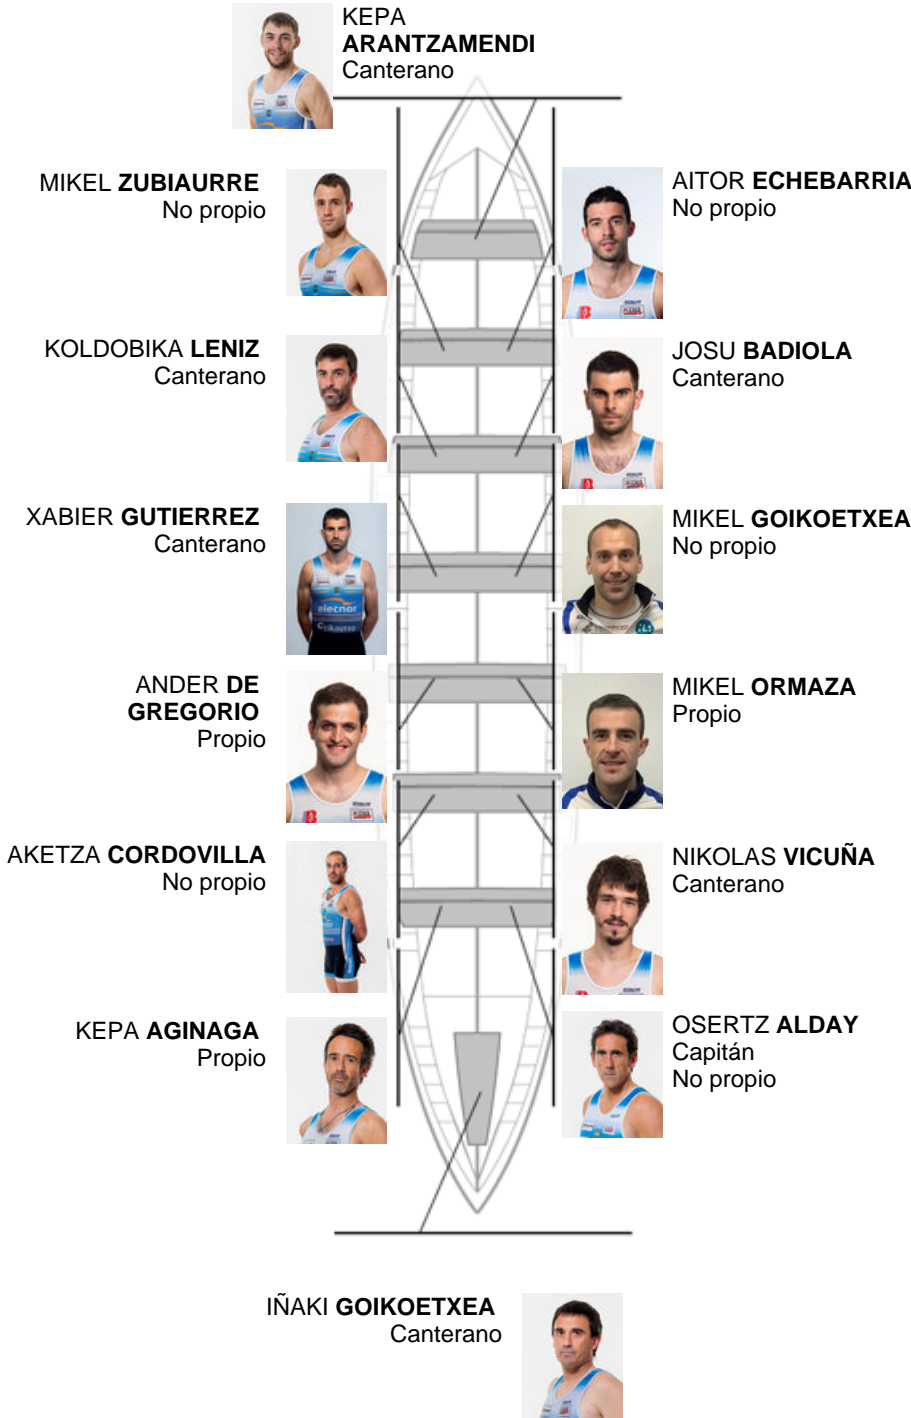 KEPA
ARANTZAMENDI
Canterano
MIKEL ZUBIAURRE
No propio
AITOR ECHEBARRIA
No propio
KOLDOBIKA LENIZ
Canterano
JOSU BADIOLA
Canterano
XABIER GUTIERREZ
Canterano
elecnor
MIKEL GOIKOETXEA
No propio
ANDER DE
GREGORIO
Propio
MIKEL ORMAZA
Propio
AKETZA CORDOVILLA
No propio
NIKOLAS VICUÑA
Canterano
KEPA AGINAGA
Propio
OSERTZ ALDAY
Capitán
No propio
IÑAKI GOIKOETXEA
Canterano